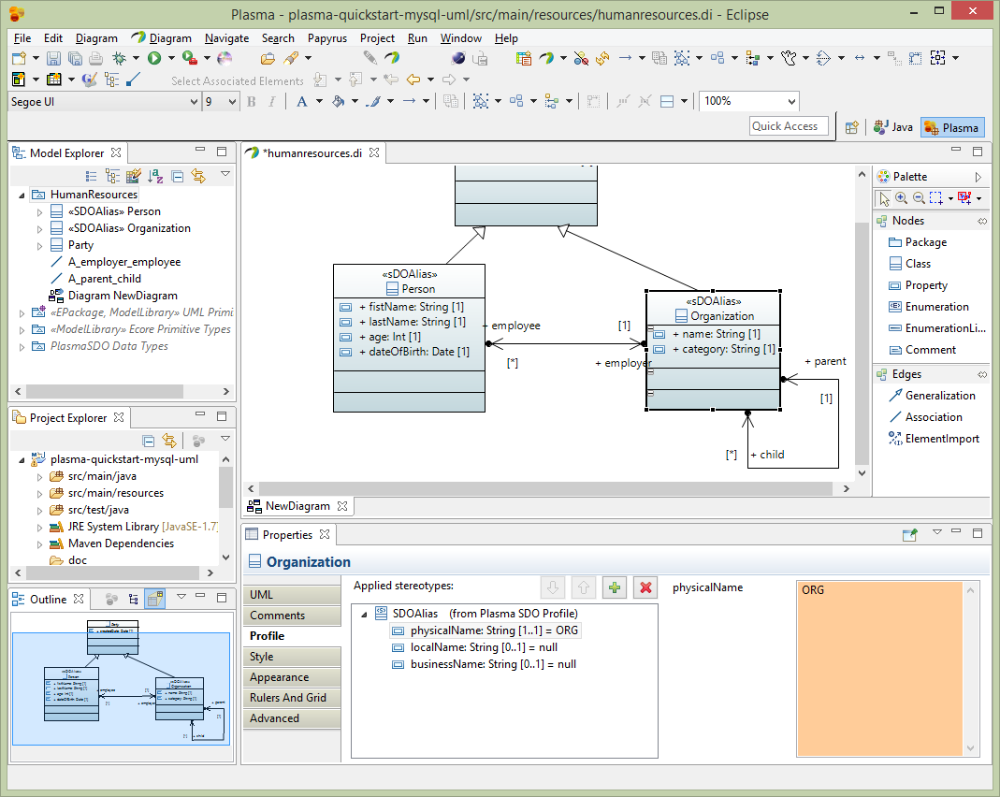 Plasma - plasma-quickstart-mysql-uml/src/main/resources/humanresources.di - Eclipse
File Edit Diagram Diagram Navigate Search Papyrus Project Run Window Help
Select Associated Elements
Segoe UI 9 B I A 100%
Quick Access Java Plasma
Model Explorer
HumanResources
«SDOAlias» Person
«SDOAlias» Organization
Party
A_employer_employee
A_parent_child
Diagram NewDiagram
«EPackage, ModelLibrary» UML Primi
«ModelLibrary» Ecore Primitive Types
PlasmaSDO Data Types
Project Explorer
plasma-quickstart-mysql-uml
src/main/java
src/main/resources
src/test/java
JRE System Library [JavaSE-1.7]
Maven Dependencies
doc
Outline
*humanresources.di
«sDOAlias»
Person
+ fistName: String [1]
+ lastName: String [1]
+ age: Int [1]
+ dateOfBirth: Date [1]
+ employee
[1]
[*]
+ employer
«sDOAlias»
Organization
+ name: String [1]
+ category: String [1]
+ parent
[1]
[*]
+ child
NewDiagram
Palette
Nodes
Package
Class
Property
Enumeration
EnumerationLi...
Comment
Edges
Generalization
Association
ElementImport
Properties
Organization
UML
Comments
Profile
Style
Appearance
Rulers And Grid
Advanced
Applied stereotypes:
SDOAlias (from Plasma SDO Profile)
physicalName: String [1..1] = ORG
localName: String [0..1] = null
businessName: String [0..1] = null
physicalName
ORG